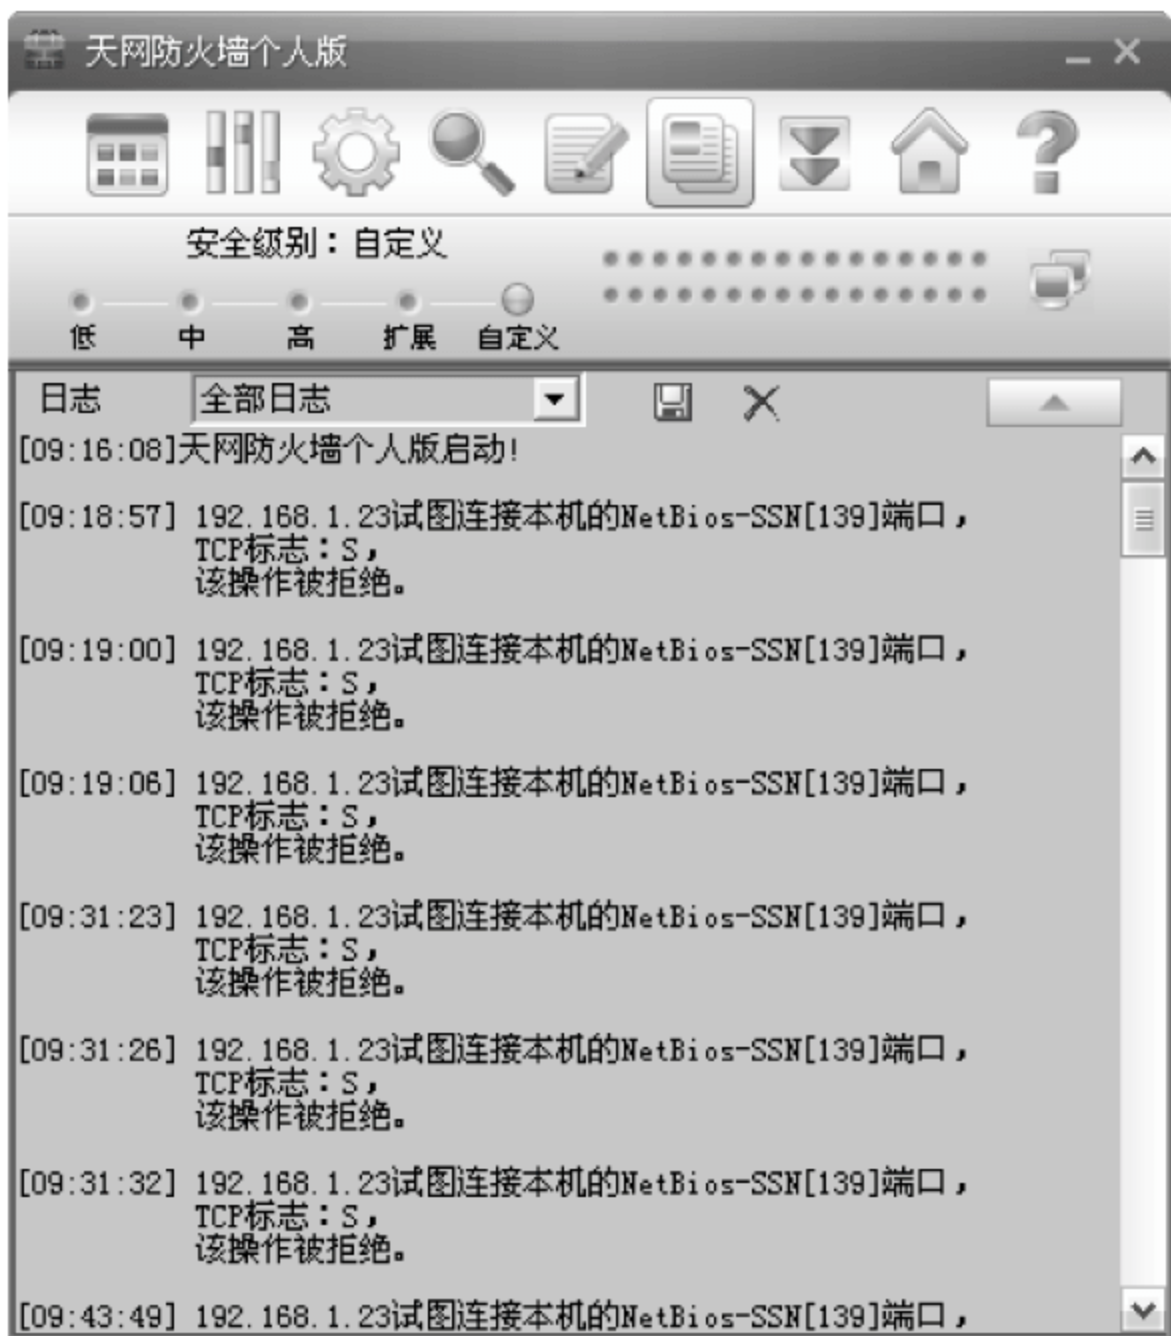 天网防火墙个人版
安全级别：自定义
低 中 高 扩展 自定义
日志 全部日志
[09:16:08]天网防火墙个人版启动!
[09:18:57] 192.168.1.23试图连接本机的NetBios-SSN[139]端口，
TCP标志：S，
该操作被拒绝。
[09:19:00] 192.168.1.23试图连接本机的NetBios-SSN[139]端口，
TCP标志：S，
该操作被拒绝。
[09:19:06] 192.168.1.23试图连接本机的NetBios-SSN[139]端口，
TCP标志：S，
该操作被拒绝。
[09:31:23] 192.168.1.23试图连接本机的NetBios-SSN[139]端口，
TCP标志：S，
该操作被拒绝。
[09:31:26] 192.168.1.23试图连接本机的NetBios-SSN[139]端口，
TCP标志：S，
该操作被拒绝。
[09:31:32] 192.168.1.23试图连接本机的NetBios-SSN[139]端口，
TCP标志：S，
该操作被拒绝。
[09:43:49] 192.168.1.23试图连接本机的NetBios-SSN[139]端口，